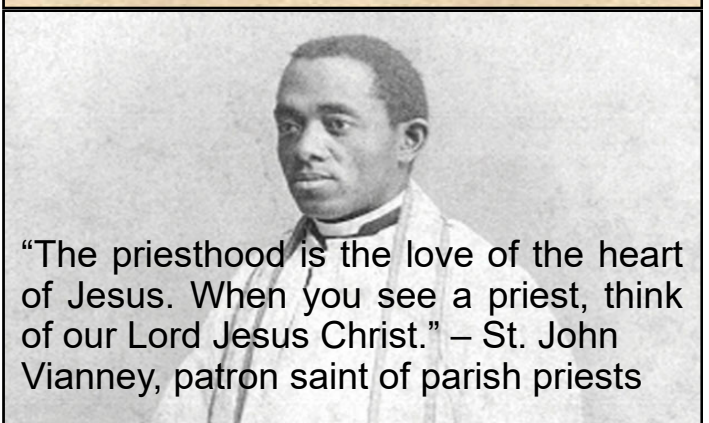 “The priesthood is the love of the heart
of Jesus. When you see a priest, think
of our Lord Jesus Christ.” – St. John
Vianney, patron saint of parish priests